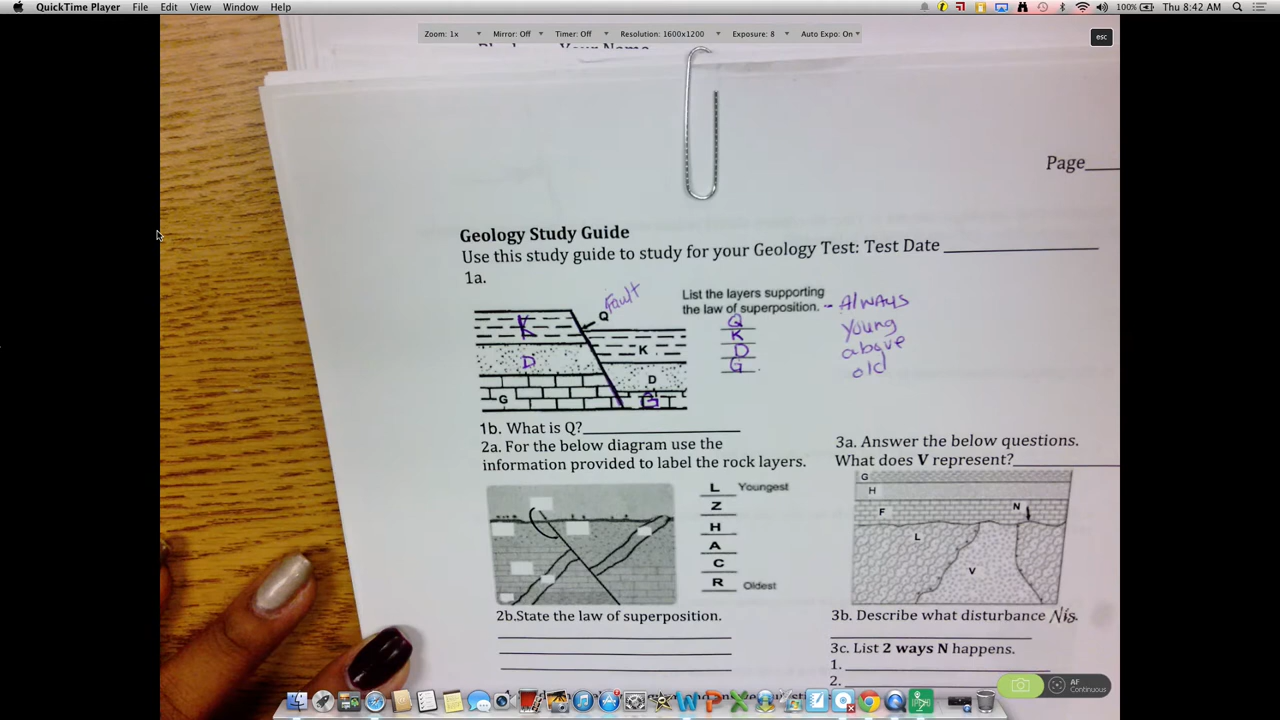 QuickTime Player File Edit View Window Help 100% Thu 8:42 AM
Zoom: 1x Mirror: Off Timer: Off Resolution: 1600x1200 Exposure: 8 Auto Expo: On
esc
Your Name
Page
Geology Study Guide
Use this study guide to study for your Geology Test: Test Date
1a.
Fault
List the layers supporting
the law of superposition. - Always
Young
above
old
Q
K
D
G
Q
K
K
D
D
G
G
1b. What is Q?
2a. For the below diagram use the
information provided to label the rock layers.
L Youngest
Z
H
A
C
R Oldest
2b.State the law of superposition.
3a. Answer the below questions.
What does V represent?
G
H
F
N
L
V
3b. Describe what disturbance N is.
3c. List 2 ways N happens.
1.
2.
AF
Continuous